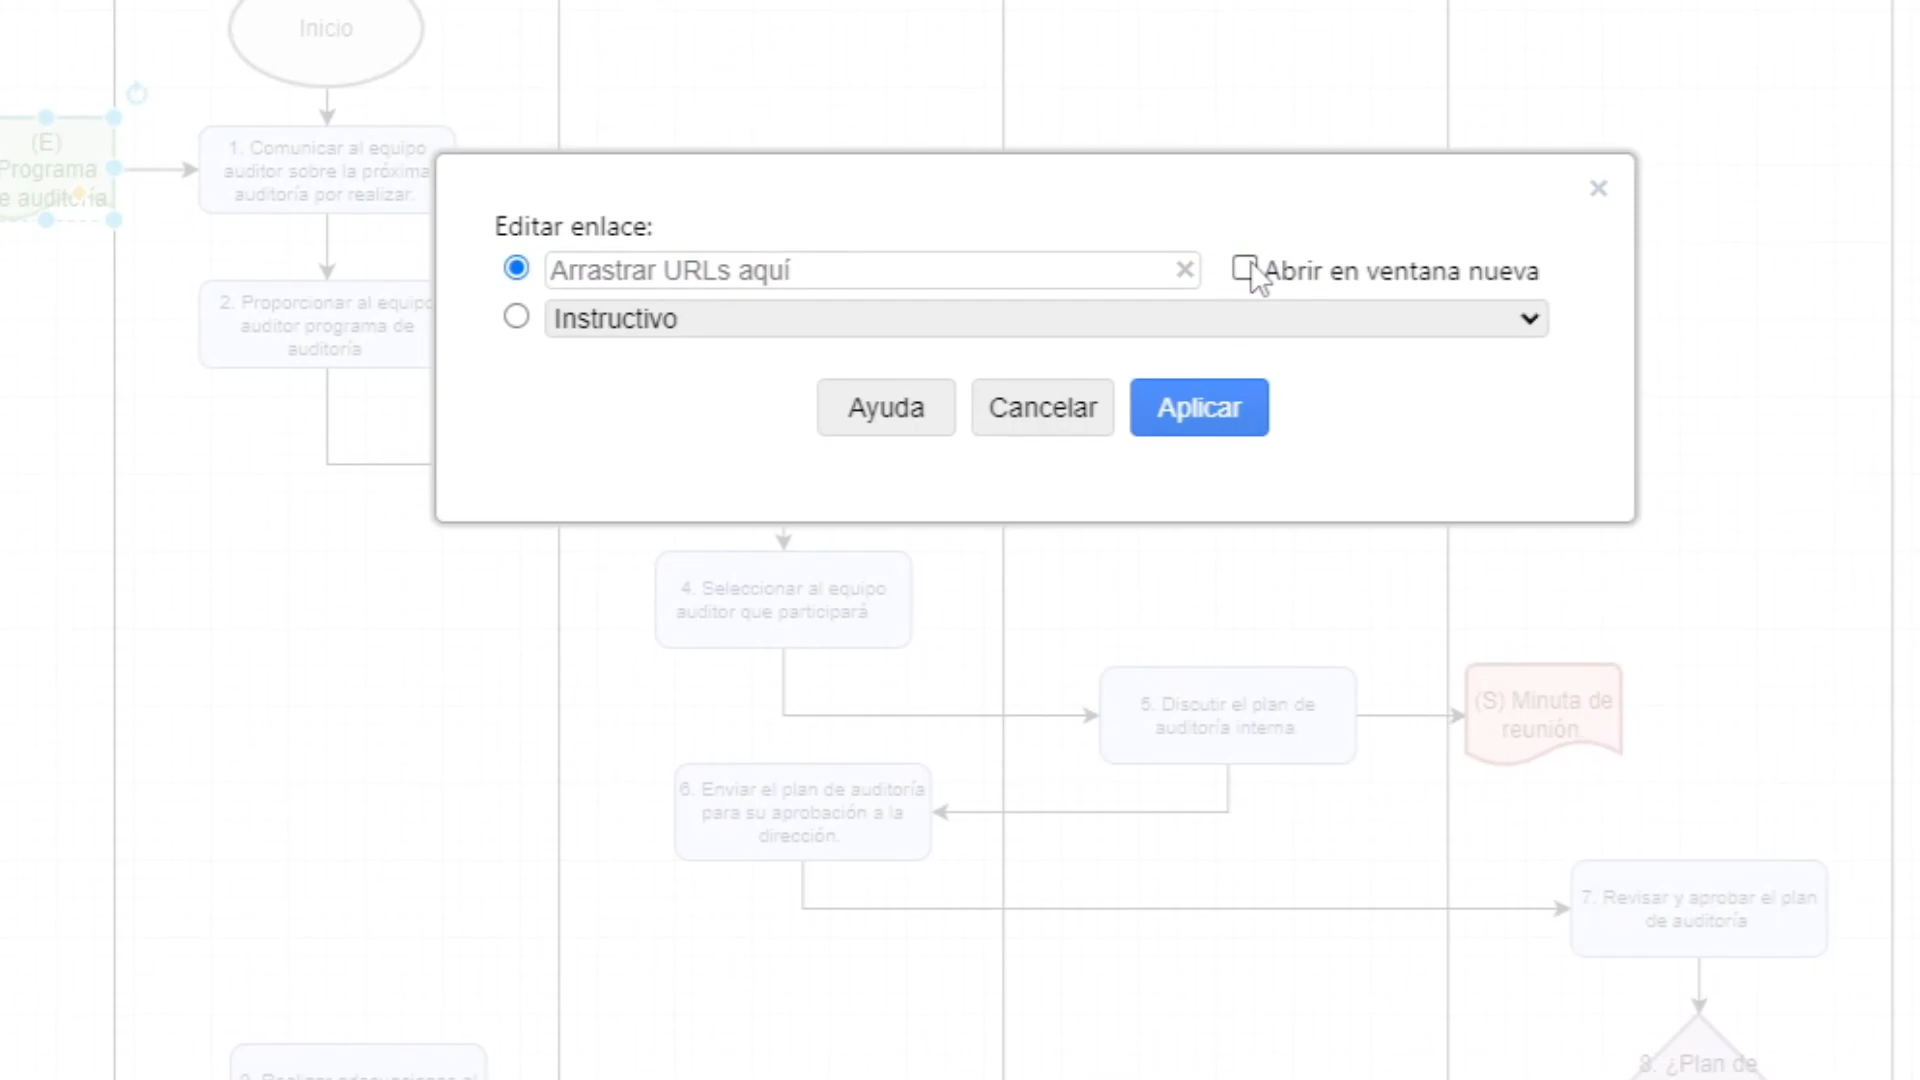 Inicio
(E)
Programa
e auditoría
1. Comunicar al equipo
auditor sobre la próxima
auditoría por realizar.
2. Proporcionar al equipo
auditor programa de
auditoría
Editar enlace:
Arrastrar URLs aquí
Abrir en ventana nueva
Instructivo
Ayuda
Cancelar
Aplicar
4. Seleccionar al equipo
auditor que participará
5. Discutir el plan de
auditoría interna
(S) Minuta de
reunión.
6. Enviar el plan de auditoría
para su aprobación a la
dirección.
7. Revisar y aprobar el plan
de auditoría
8. ¿Plan de